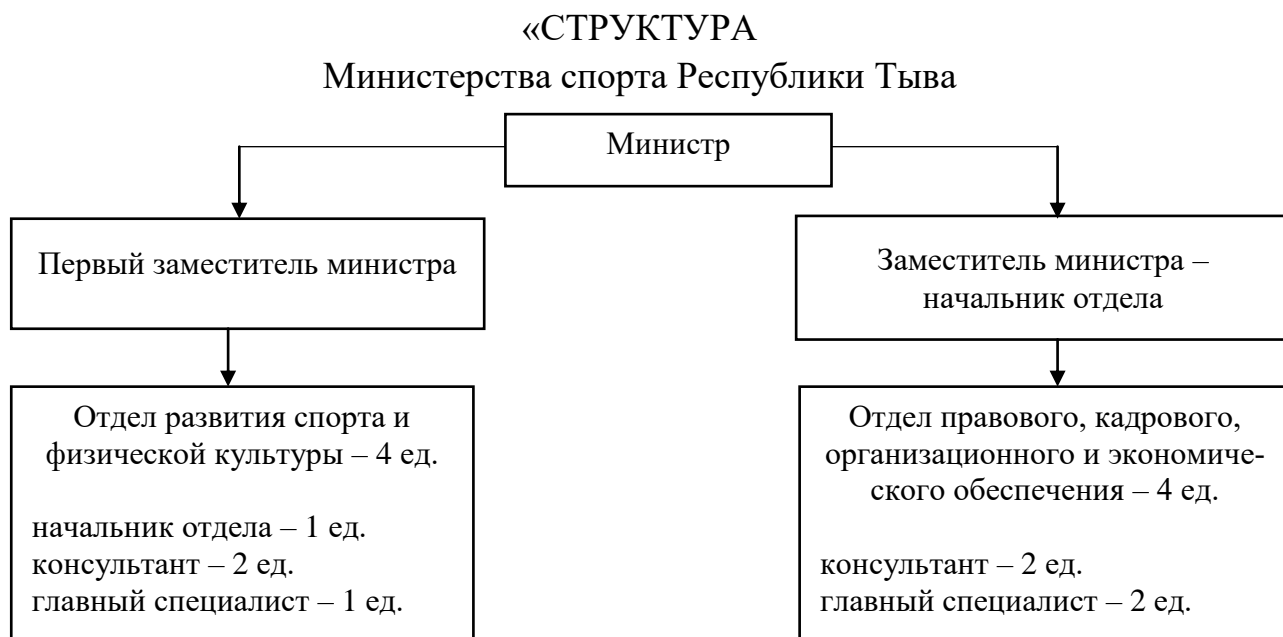 «СТРУКТУРА
Министерства спорта Республики Тыва
Министр
Первый заместитель министра
Заместитель министра –
начальник отдела
Отдел развития спорта и
физической культуры – 4 ед.
начальник отдела – 1 ед.
консультант – 2 ед.
главный специалист – 1 ед.
Отдел правового, кадрового,
организационного и экономиче-
ского обеспечения – 4 ед.
консультант – 2 ед.
главный специалист – 2 ед.